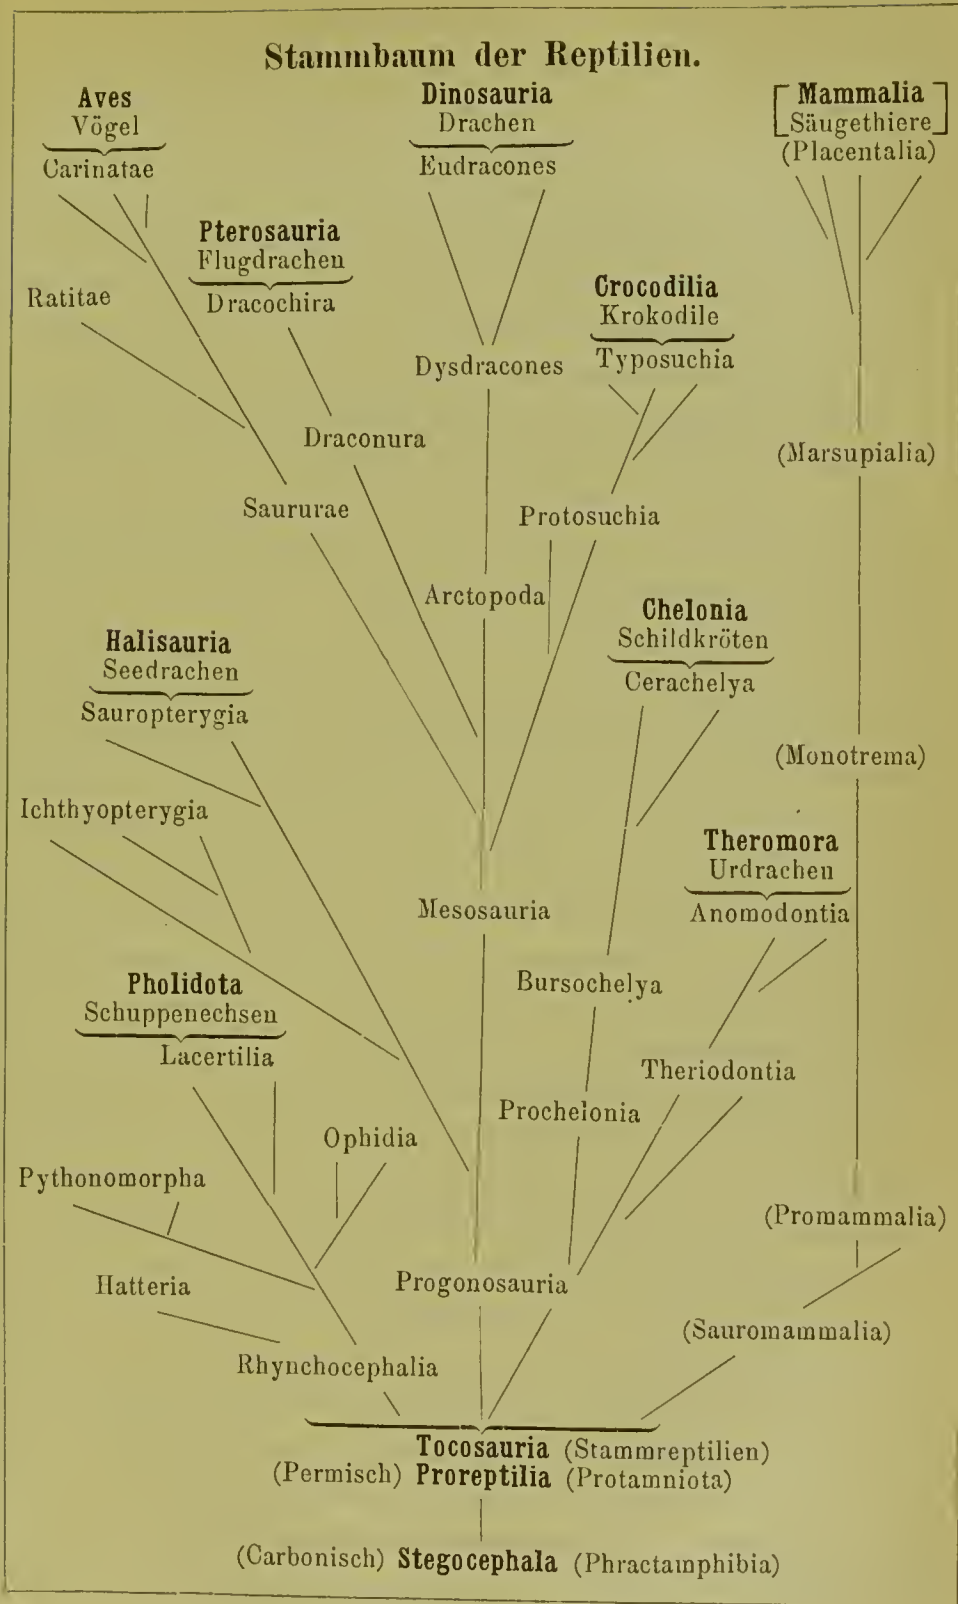 Stammbaum der Reptilien.
Aves
Vögel
Carinatae
Dinosauria
Drachen
Eudracones
Mammalia
Säugethiere
(Placentalia)
Pterosauria
Flugdrachen
Dracochira
Ratitae
Crocodilia
Krokodile
Typosuchia
Dysdracones
Draconura
(Marsupialia)
Saururae
Protosuchia
Arctopoda
Chelonia
Schildkröten
Cerachelya
Halisauria
Seedrachen
Sauropterygia
(Monotrema)
Ichthyopterygia
Theromora
Urdrachen
Anomodontia
Mesosauria
Pholidota
Schuppenechsen
Lacertilia
Bursochelya
Theriodontia
Prochelonia
Ophidia
Pythonomorpha
(Promammalia)
Hatteria
Progonosauria
(Sauromammalia)
Rhynchocephalia
Tocosauria (Stammreptilien)
(Permisch) Proreptilia (Protamniota)
(Carbonisch) Stegocephala (Phractamphibia)